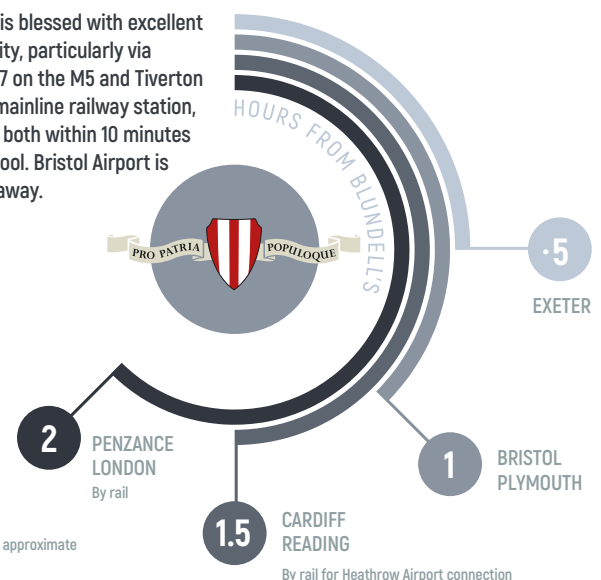 is blessed with excellent
ity, particularly via
7 on the M5 and Tiverton
mainline railway station,
both within 10 minutes
ool. Bristol Airport is
away.
HOURS FROM BLUNDELL'S
PRO PATRIA POPULOQUE
·5
EXETER
1
BRISTOL
PLYMOUTH
2
PENZANCE
LONDON
By rail
1.5
CARDIFF
READING
By rail for Heathrow Airport connection
approximate